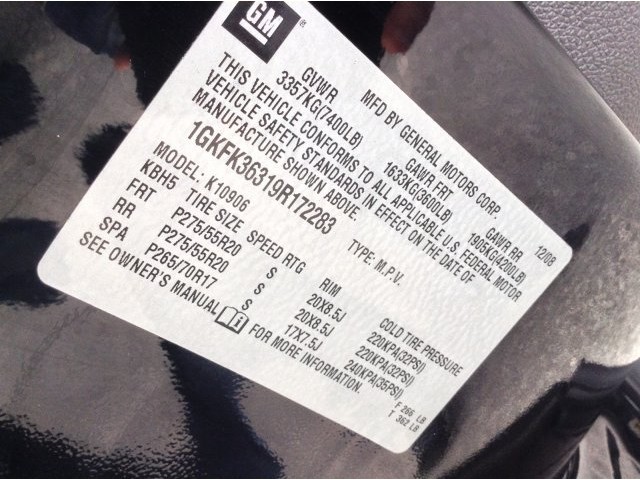 GM
MFD BY GENERAL MOTORS CORP. 12/08
GVWR GAWR FRT GAWR RR
3357KG(7400LB) 1633KG(3600LB) 1905KG(4200LB)
THIS VEHICLE CONFORMS TO ALL APPLICABLE U.S. FEDERAL MOTOR
VEHICLE SAFETY STANDARDS IN EFFECT ON THE DATE OF
MANUFACTURE SHOWN ABOVE.
1GKFK36319R172283 TYPE: M.P.V.
MODEL: K10906
KBH5 TIRE SIZE SPEED RTG RIM COLD TIRE PRESSURE
FRT P275/55R20 S 20X8.5J 220KPA(32PSI)
RR P275/55R20 S 20X8.5J 220KPA(32PSI)
SPA P265/70R17 S 17X7.5J 240KPA(35PSI)
SEE OWNER'S MANUAL FOR MORE INFORMATION.
F 266 LB
T 362 LB